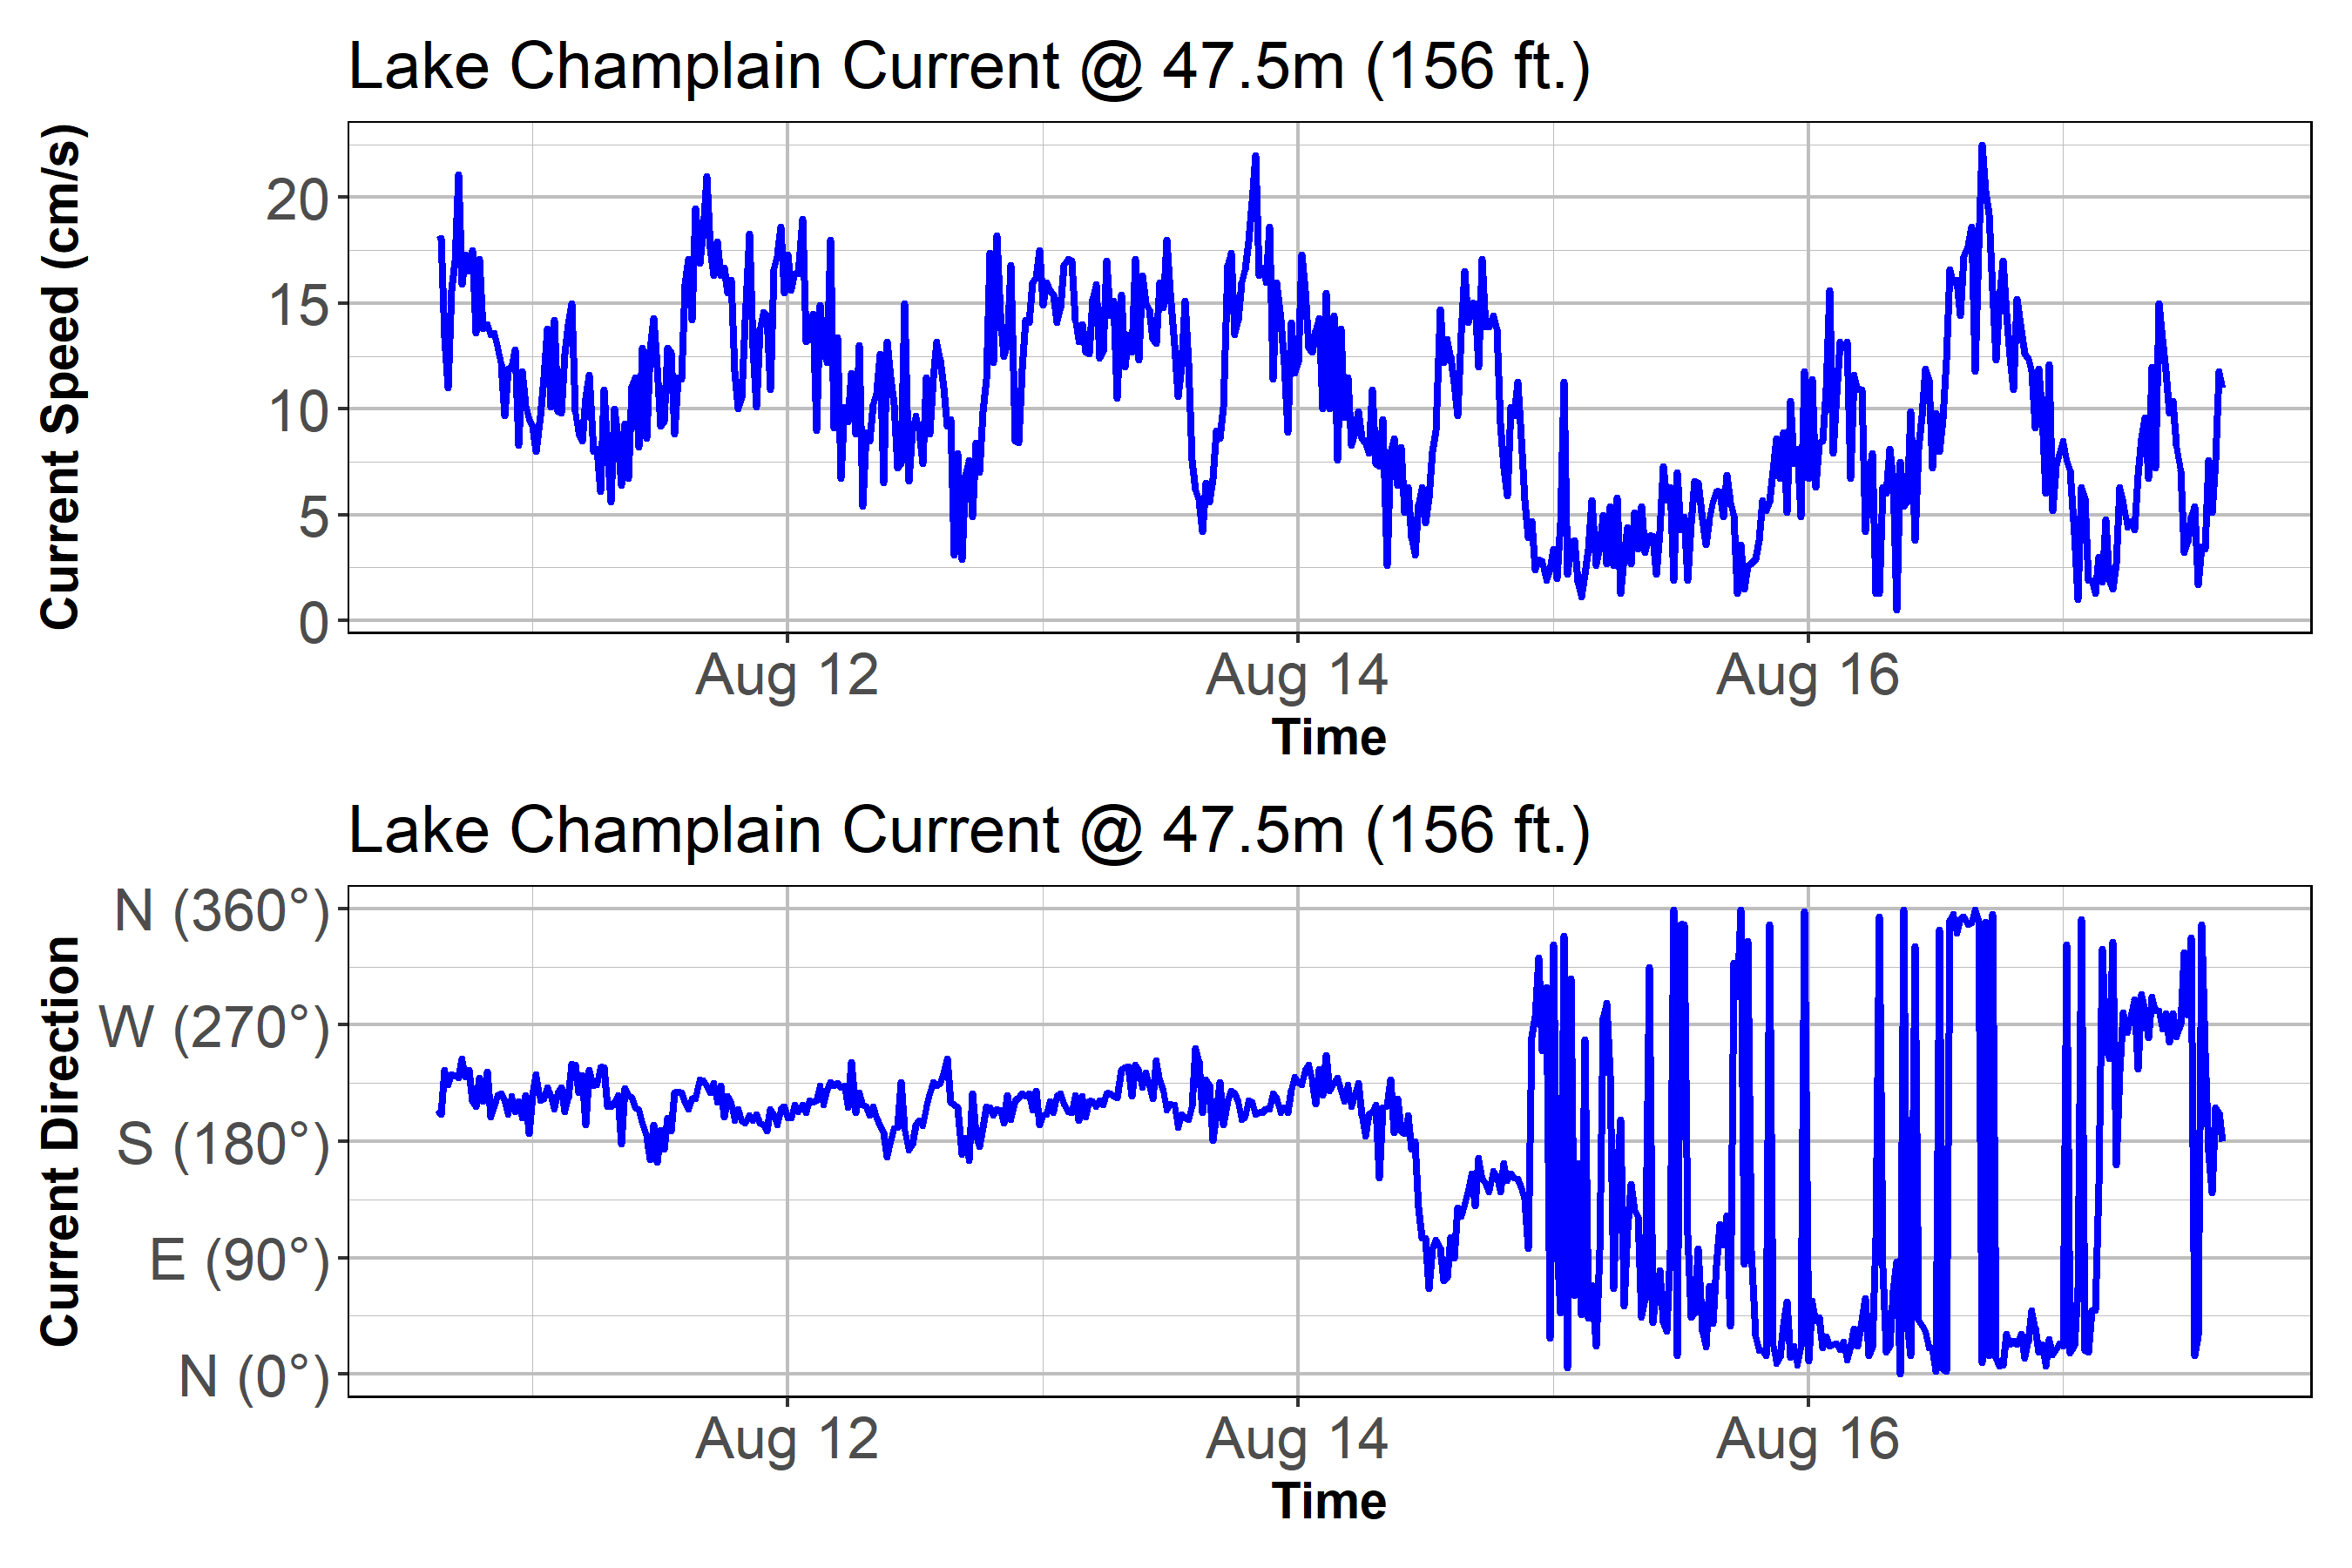 Lake Champlain Current @ 47.5m (156 ft.)
Current Speed (cm/s)
20
15
10
5
0
Aug 12 Aug 14 Aug 16
Time
Lake Champlain Current @ 47.5m (156 ft.)
Current Direction
N (360°)
W (270°)
S (180°)
E (90°)
N (0°)
Aug 12 Aug 14 Aug 16
Time